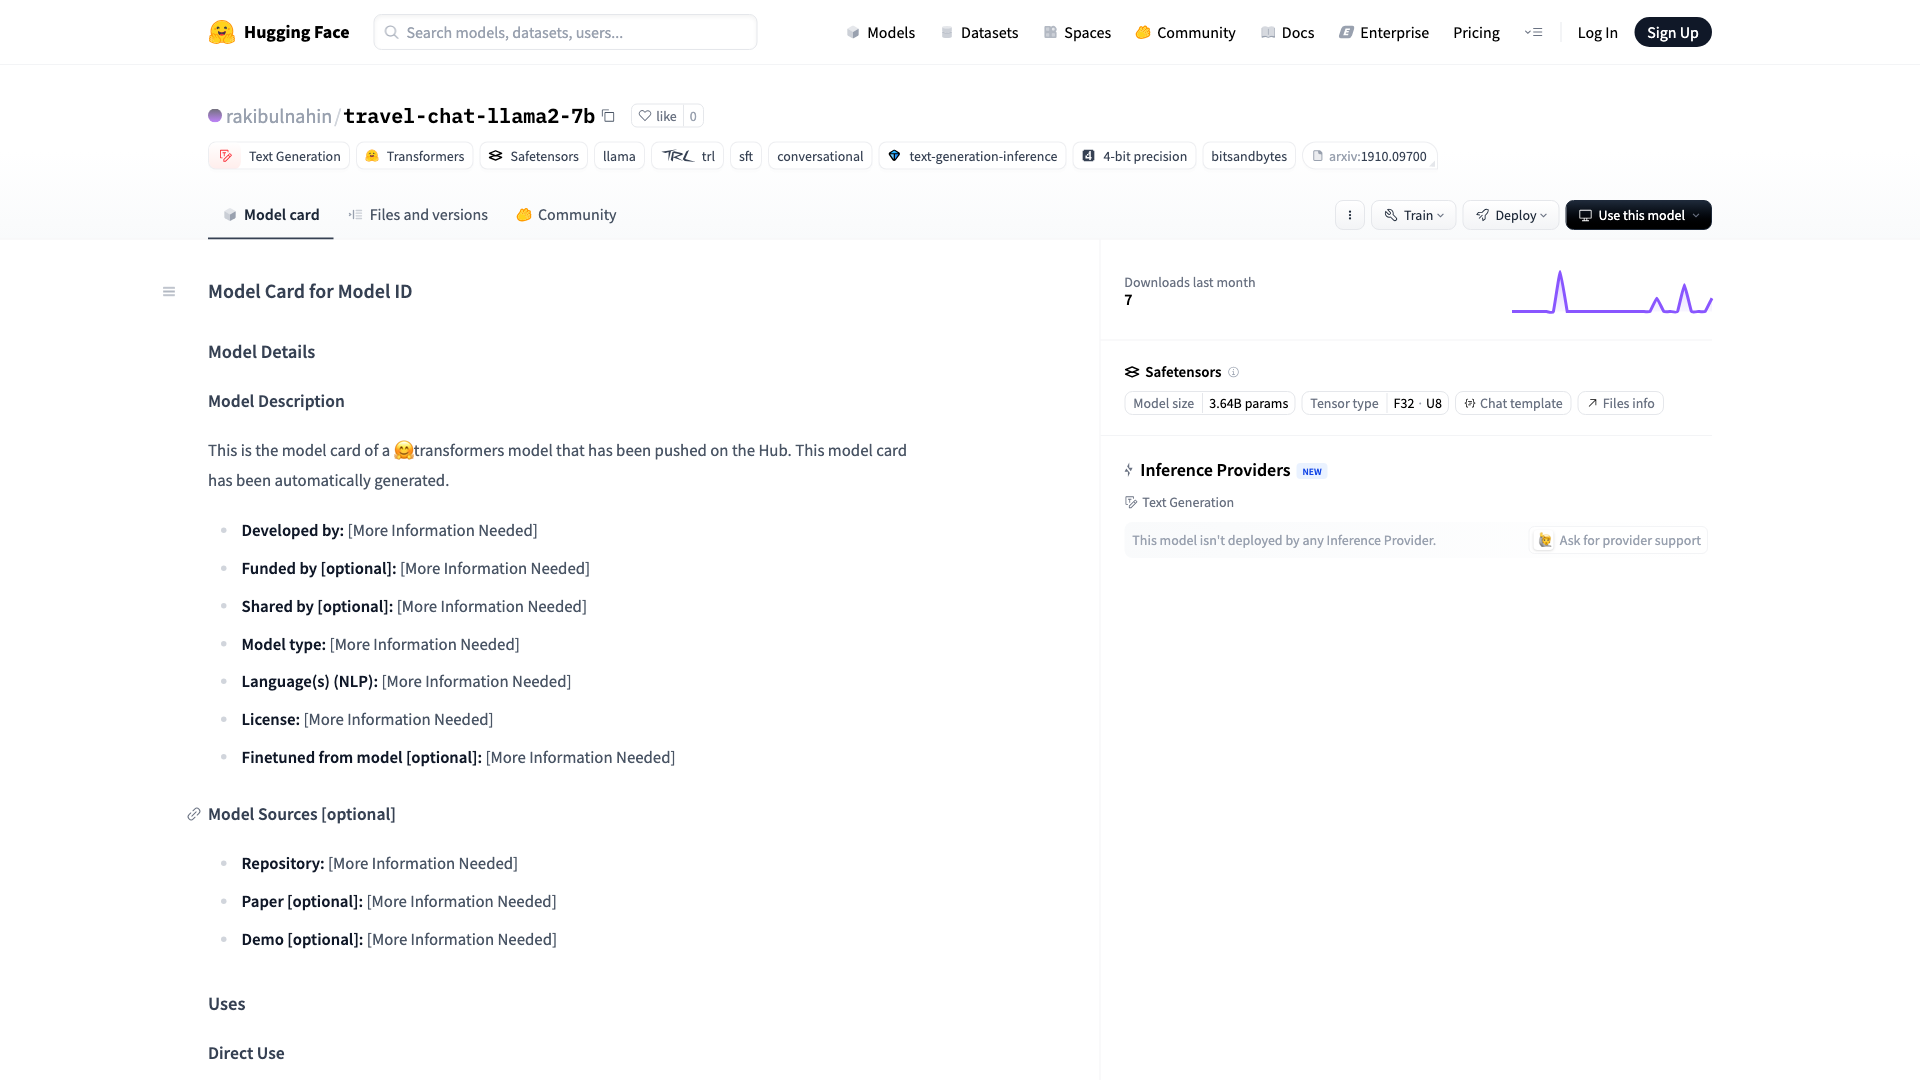 Hugging Face
Search models, datasets, users...
Models
Datasets
Spaces
Community
Docs
Enterprise
Pricing
Log In
Sign Up
rakibulnahin/travel-chat-llama2-7b
like
0
Text Generation
Transformers
Safetensors
llama
TRL trl
sft
conversational
text-generation-inference
4 4-bit precision
bitsandbytes
arxiv:1910.09700
Model card
Files and versions
Community
Train
Deploy
Use this model
Model Card for Model ID
Model Details
Model Description
This is the model card of a 🤗transformers model that has been pushed on the Hub. This model card
has been automatically generated.
Developed by: [More Information Needed]
Funded by [optional]: [More Information Needed]
Shared by [optional]: [More Information Needed]
Model type: [More Information Needed]
Language(s) (NLP): [More Information Needed]
License: [More Information Needed]
Finetuned from model [optional]: [More Information Needed]
Model Sources [optional]
Repository: [More Information Needed]
Paper [optional]: [More Information Needed]
Demo [optional]: [More Information Needed]
Uses
Direct Use
Downloads last month
7
Safetensors
Model size 3.64B params
Tensor type F32 · U8
Chat template
Files info
Inference Providers NEW
Text Generation
This model isn't deployed by any Inference Provider.
Ask for provider support